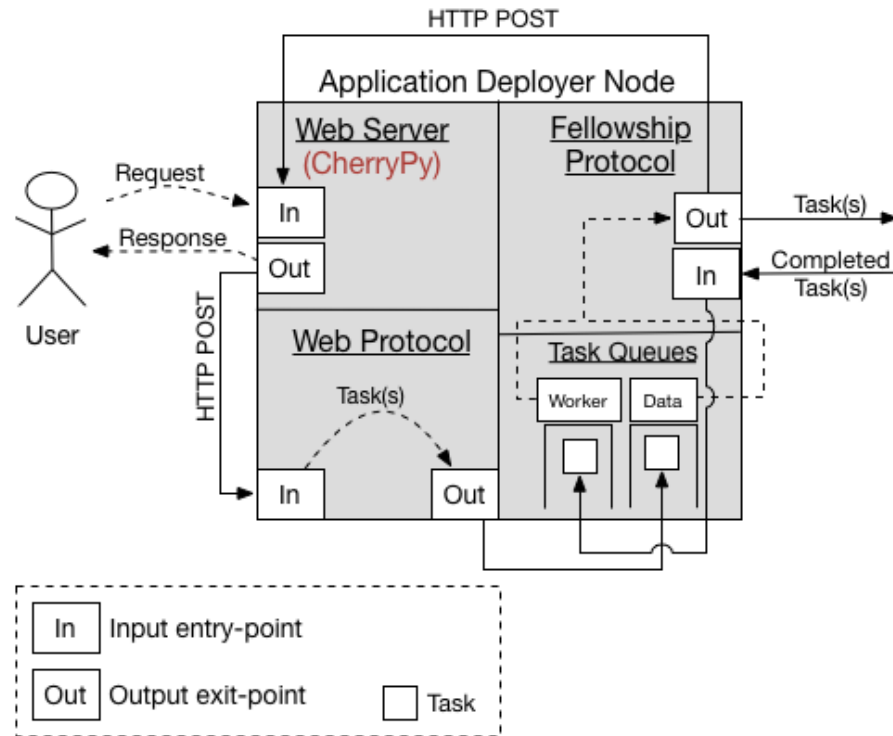 HTTP POST
Application Deployer Node
Web Server
(CherryPy)
Fellowship
Protocol
Request
In
Response
Out
User
HTTP POST
Out
Task(s)
In
Completed
Task(s)
Web Protocol
Task(s)
In
Out
Task Queues
Worker
Data
In
Input entry-point
Out
Output exit-point
Task